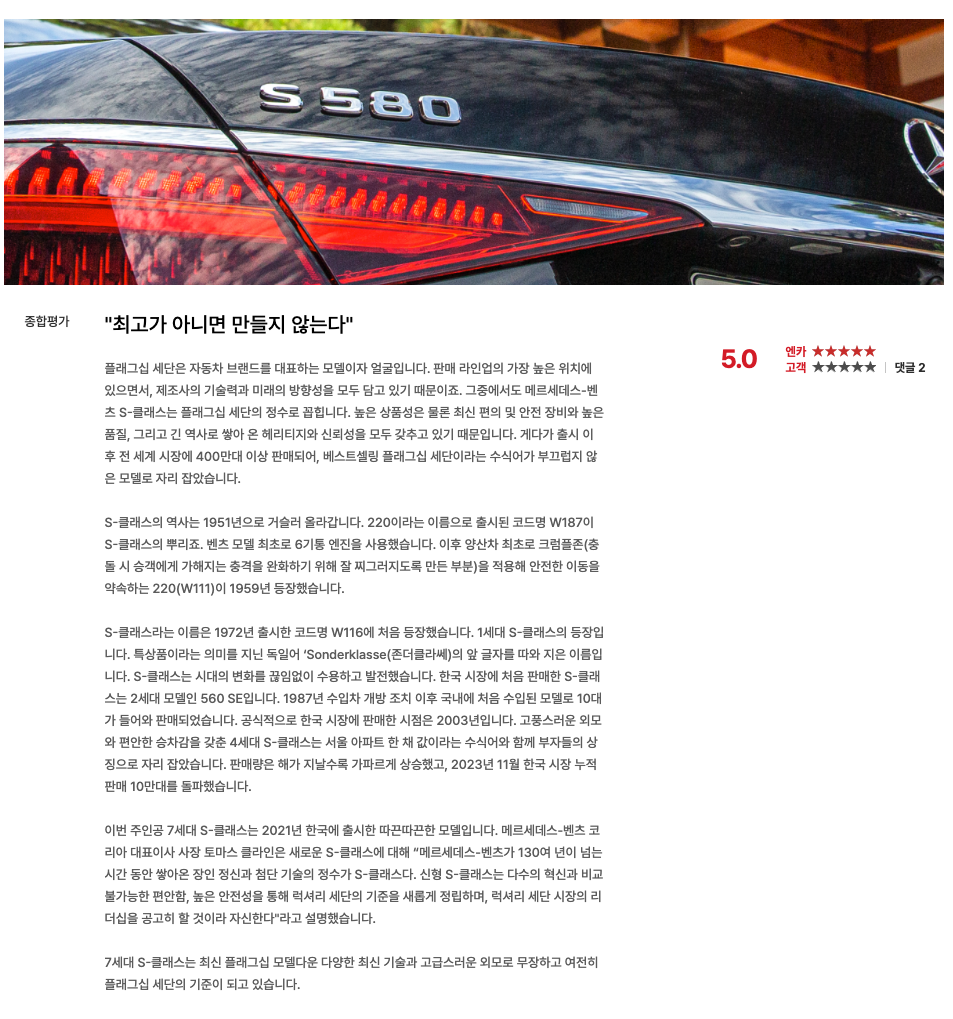 S 580
종합평가
"최고가 아니면 만들지 않는다"
5.0
엔카 ★★★★★
고객 ★★★★★ | 댓글 2
플래그십 세단은 자동차 브랜드를 대표하는 모델이자 얼굴입니다. 판매 라인업의 가장 높은 위치에
있으면서, 제조사의 기술력과 미래의 방향성을 모두 담고 있기 때문이죠. 그중에서도 메르세데스-벤
츠 S-클래스는 플래그십 세단의 정수로 꼽힙니다. 높은 상품성은 물론 최신 편의 및 안전 장비와 높은
품질, 그리고 긴 역사로 쌓아 온 헤리티지와 신뢰성을 모두 갖추고 있기 때문입니다. 게다가 출시 이
후 전 세계 시장에 400만대 이상 판매되어, 베스트셀링 플래그십 세단이라는 수식어가 부끄럽지 않
은 모델로 자리 잡았습니다.
S-클래스의 역사는 1951년으로 거슬러 올라갑니다. 220이라는 이름으로 출시된 코드명 W187이
S-클래스의 뿌리죠. 벤츠 모델 최초로 6기통 엔진을 사용했습니다. 이후 양산차 최초로 크럼플존(충
돌 시 승객에게 가해지는 충격을 완화하기 위해 잘 찌그러지도록 만든 부분)을 적용해 안전한 이동을
약속하는 220(W111)이 1959년 등장했습니다.
S-클래스라는 이름은 1972년 출시한 코드명 W116에 처음 등장했습니다. 1세대 S-클래스의 등장입
니다. 특상품이라는 의미를 지닌 독일어 ‘Sonderklasse(존더클라쎄)의 앞 글자를 따와 지은 이름입
니다. S-클래스는 시대의 변화를 끊임없이 수용하고 발전했습니다. 한국 시장에 처음 판매한 S-클래
스는 2세대 모델인 560 SE입니다. 1987년 수입차 개방 조치 이후 국내에 처음 수입된 모델로 10대
가 들어와 판매되었습니다. 공식적으로 한국 시장에 판매한 시점은 2003년입니다. 고풍스러운 외모
와 편안한 승차감을 갖춘 4세대 S-클래스는 서울 아파트 한 채 값이라는 수식어와 함께 부자들의 상
징으로 자리 잡았습니다. 판매량은 해가 지날수록 가파르게 상승했고, 2023년 11월 한국 시장 누적
판매 10만대를 돌파했습니다.
이번 주인공 7세대 S-클래스는 2021년 한국에 출시한 따끈따끈한 모델입니다. 메르세데스-벤츠 코
리아 대표이사 사장 토마스 클라인은 새로운 S-클래스에 대해 “메르세데스-벤츠가 130여 년이 넘는
시간 동안 쌓아온 장인 정신과 첨단 기술의 정수가 S-클래스다. 신형 S-클래스는 다수의 혁신과 비교
불가능한 편안함, 높은 안전성을 통해 럭셔리 세단의 기준을 새롭게 정립하며, 럭셔리 세단 시장의 리
더십을 공고히 할 것이라 자신한다"라고 설명했습니다.
7세대 S-클래스는 최신 플래그십 모델다운 다양한 최신 기술과 고급스러운 외모로 무장하고 여전히
플래그십 세단의 기준이 되고 있습니다.